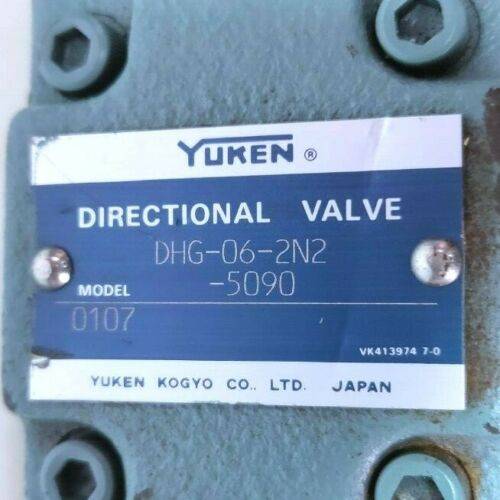 YUKEN ®
DIRECTIONAL VALVE
DHG-06-2N2
MODEL -5090
0107
VK413974 7-0
YUKEN KOGYO CO., LTD. JAPAN